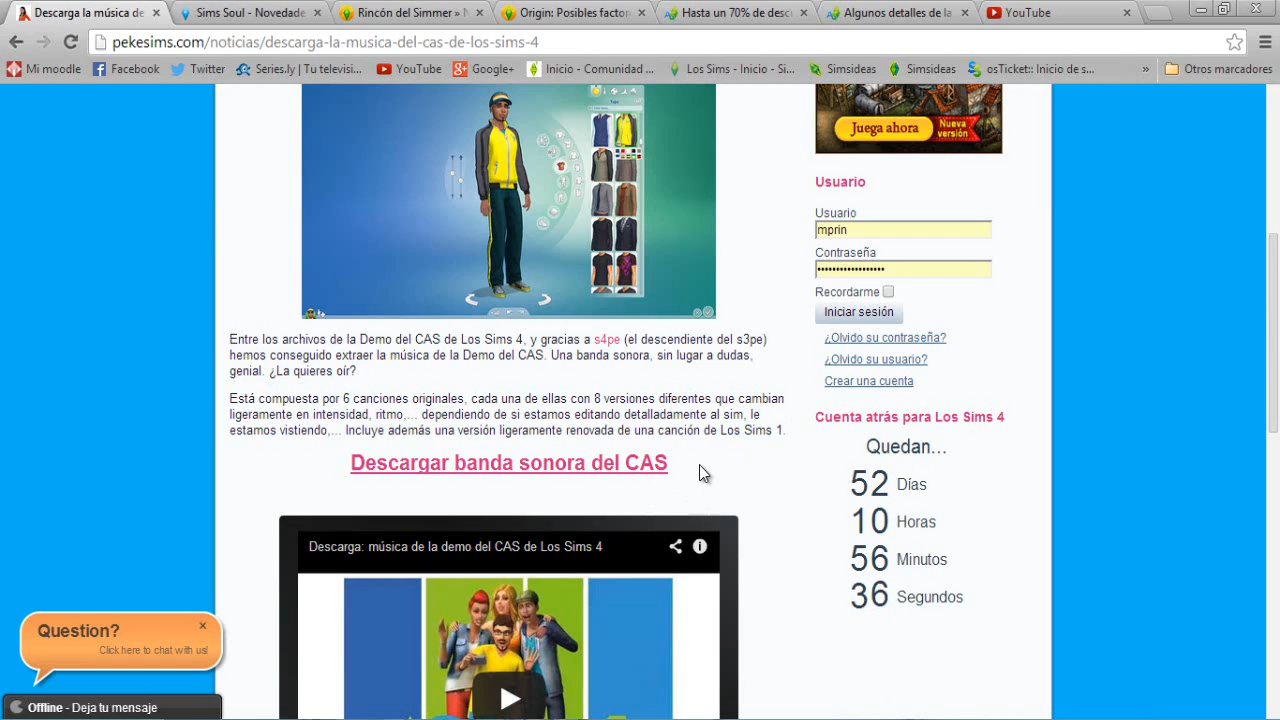 Descarga la música de
Sims Soul - Novedade
Rincón del Simmer » N
Origin: Posibles factor
Hasta un 70% de desc
Algunos detalles de la
YouTube
pekesims.com/noticias/descarga-la-musica-del-cas-de-los-sims-4
Mi moodle
Facebook
Twitter
Series.ly | Tu televisi...
YouTube
Google+
Inicio - Comunidad ...
Los Sims - Inicio - Si...
Simsideas
Simsideas
osTicket:: Inicio de s...
»
Otros marcadores
Juega ahora
Nueva
versión
Entre los archivos de la Demo del CAS de Los Sims 4, y gracias a s4pe (el descendiente del s3pe)
hemos conseguido extraer la música de la Demo del CAS. Una banda sonora, sin lugar a dudas,
genial. ¿La quieres oír?
Está compuesta por 6 canciones originales, cada una de ellas con 8 versiones diferentes que cambian
ligeramente en intensidad, ritmo,... dependiendo de si estamos editando detalladamente al sim, le
estamos vistiendo,... Incluye además una versión ligeramente renovada de una canción de Los Sims 1.
Descargar banda sonora del CAS
Descarga: música de la demo del CAS de Los Sims 4
Usuario
Usuario
mprin
Contraseña
••••••••••••••••••
Recordarme
Iniciar sesión
¿Olvido su contraseña?
¿Olvido su usuario?
Crear una cuenta
Cuenta atrás para Los Sims 4
Quedan...
52 Días
10 Horas
56 Minutos
36 Segundos
Question?
Click here to chat with us!
Offline - Deja tu mensaje